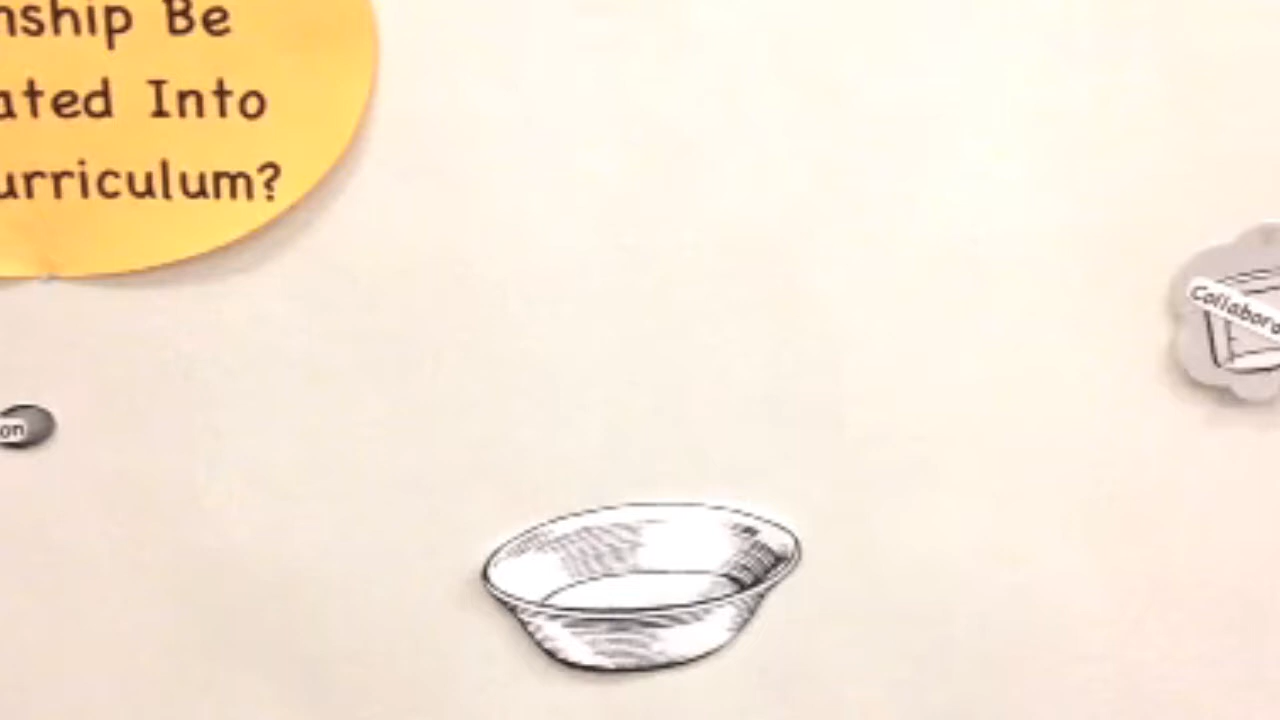 nship Be
ated Into
urriculum?
Collabora
on